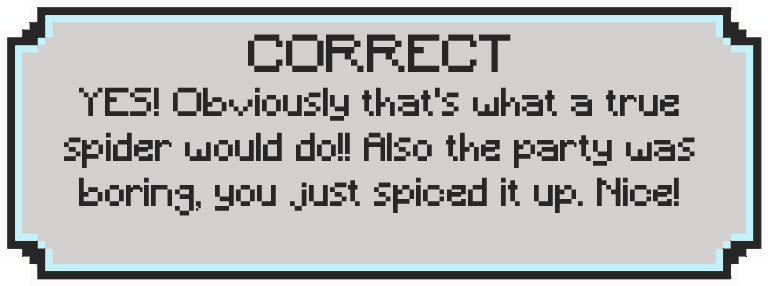 CORRECT
YES! Obviously that's what a true
spider would do!! Also the party was
boring, you just spiced it up. Nice!